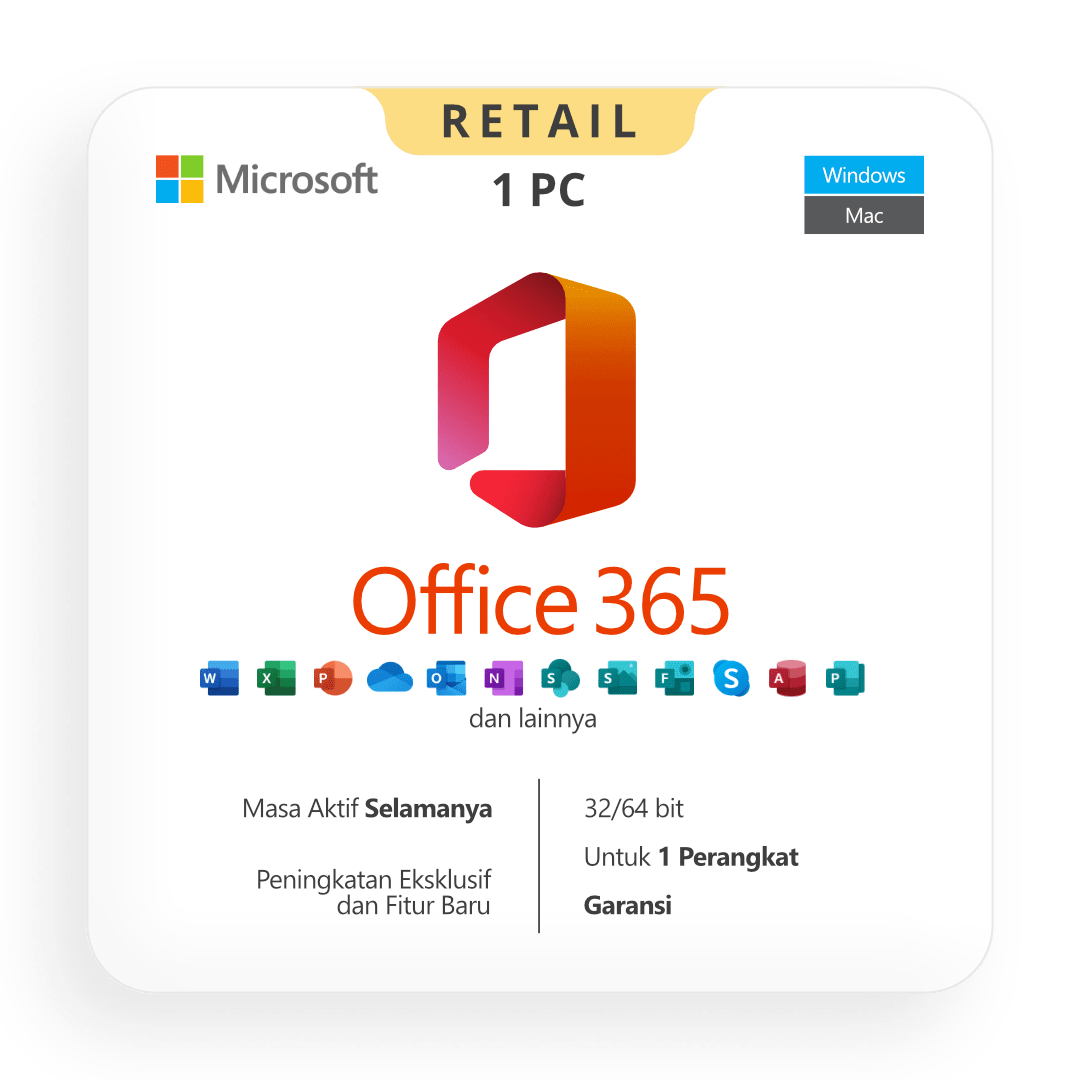 RETAIL
Microsoft
1 PC
Windows
Mac
Office 365
W X P O N S S F S A P
dan lainnya
Masa Aktif Selamanya
Peningkatan Eksklusif
dan Fitur Baru
32/64 bit
Untuk 1 Perangkat
Garansi